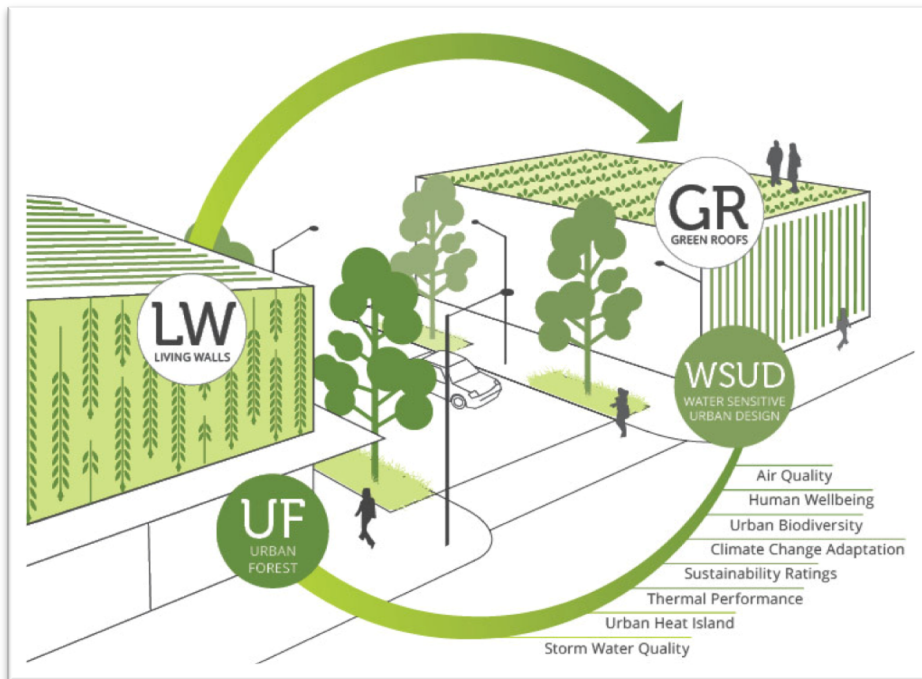 GR
GREEN ROOFS
LW
LIVING WALLS
WSUD
WATER SENSITIVE
URBAN DESIGN
UF
URBAN
FOREST
Air Quality
Human Wellbeing
Urban Biodiversity
Climate Change Adaptation
Sustainability Ratings
Thermal Performance
Urban Heat Island
Storm Water Quality